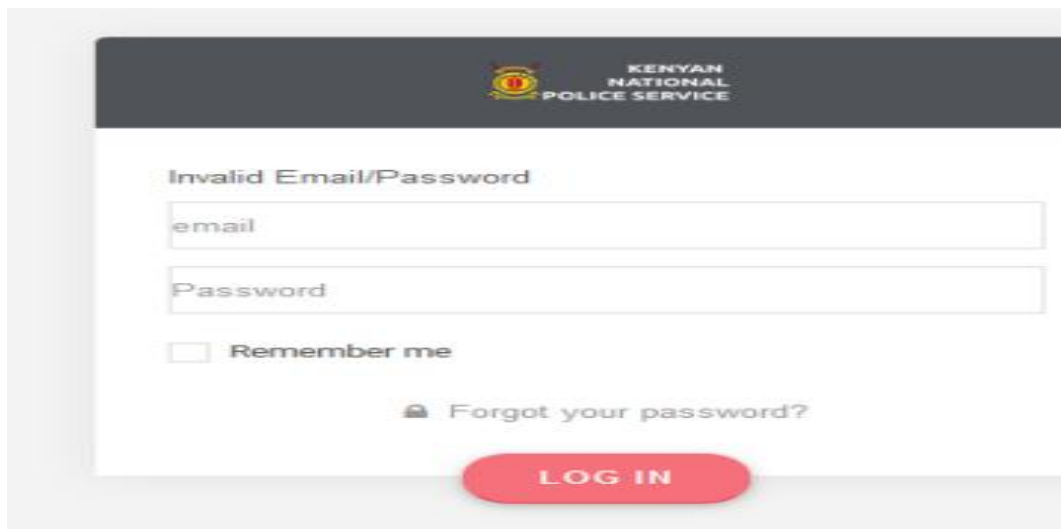 KENYAN
NATIONAL
POLICE SERVICE
Invalid Email/Password
email
Password
Remember me
Forgot your password?
LOG IN